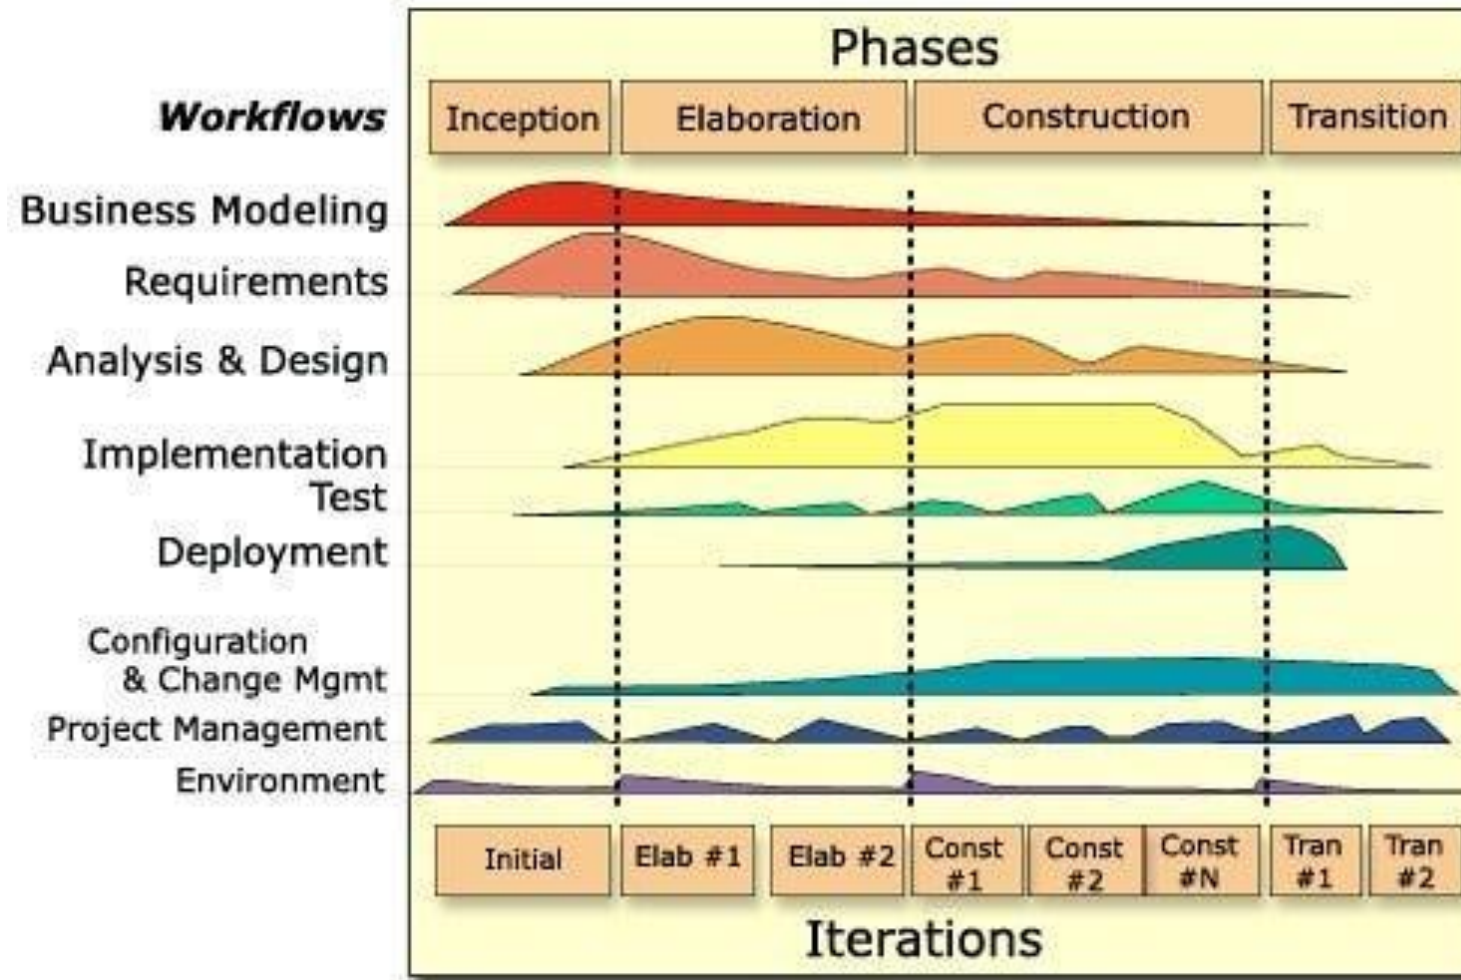 Phases
Workflows
Inception
Elaboration
Construction
Transition
Business Modeling
Requirements
Analysis & Design
Implementation
Test
Deployment
Configuration
& Change Mgmt
Project Management
Environment
Initial
Elab #1
Elab #2
Const
#1
Const
#2
Const
#N
Tran
#1
Tran
#2
Iterations